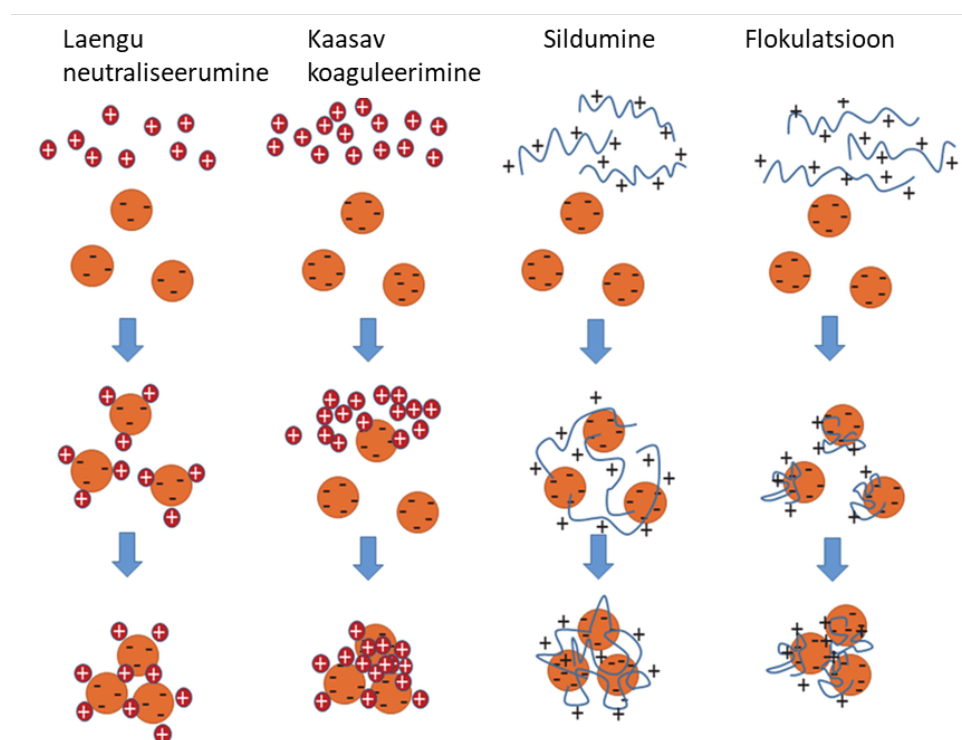 Laengu
neutraliseerumine
Kaasav
koaguleerimine
Sildumine
Flokulatsioon